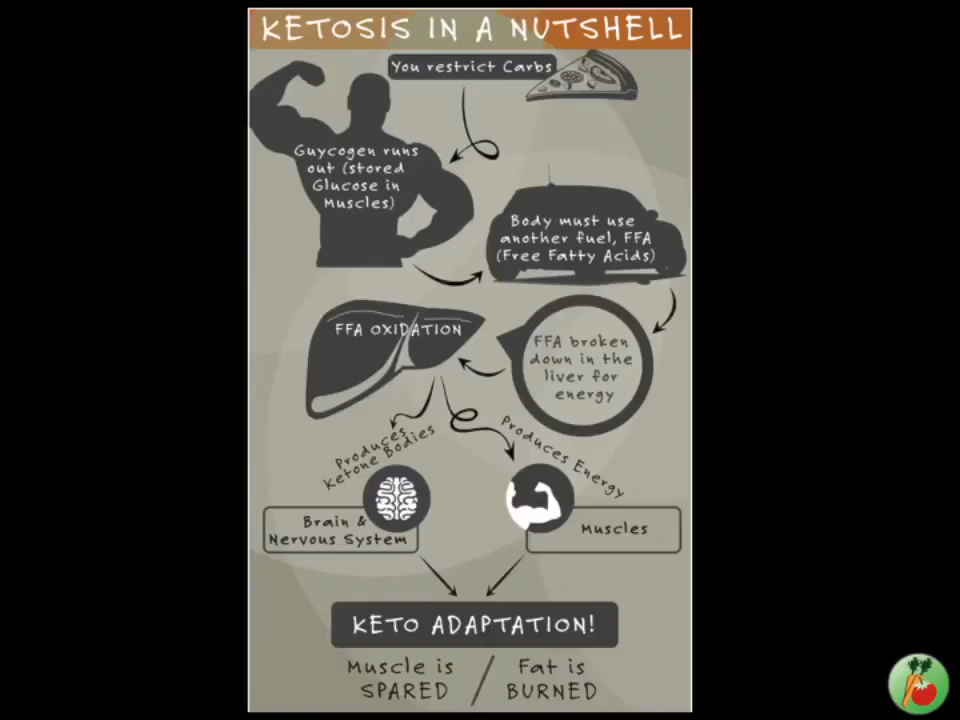 KETOSIS IN A NUTSHELL
You restrict Carbs
Guycogen runs
out (stored
Glucose in
Muscles)
Body must use
another fuel, FFA
(Free Fatty Acids)
FFA OXIDATION
FFA broken
down in the
liver for
energy
Produces
Ketone Bodies
Produces Energy
Brain &
Nervous System
Muscles
KETO ADAPTATION!
Muscle is
SPARED
/
Fat is
BURNED